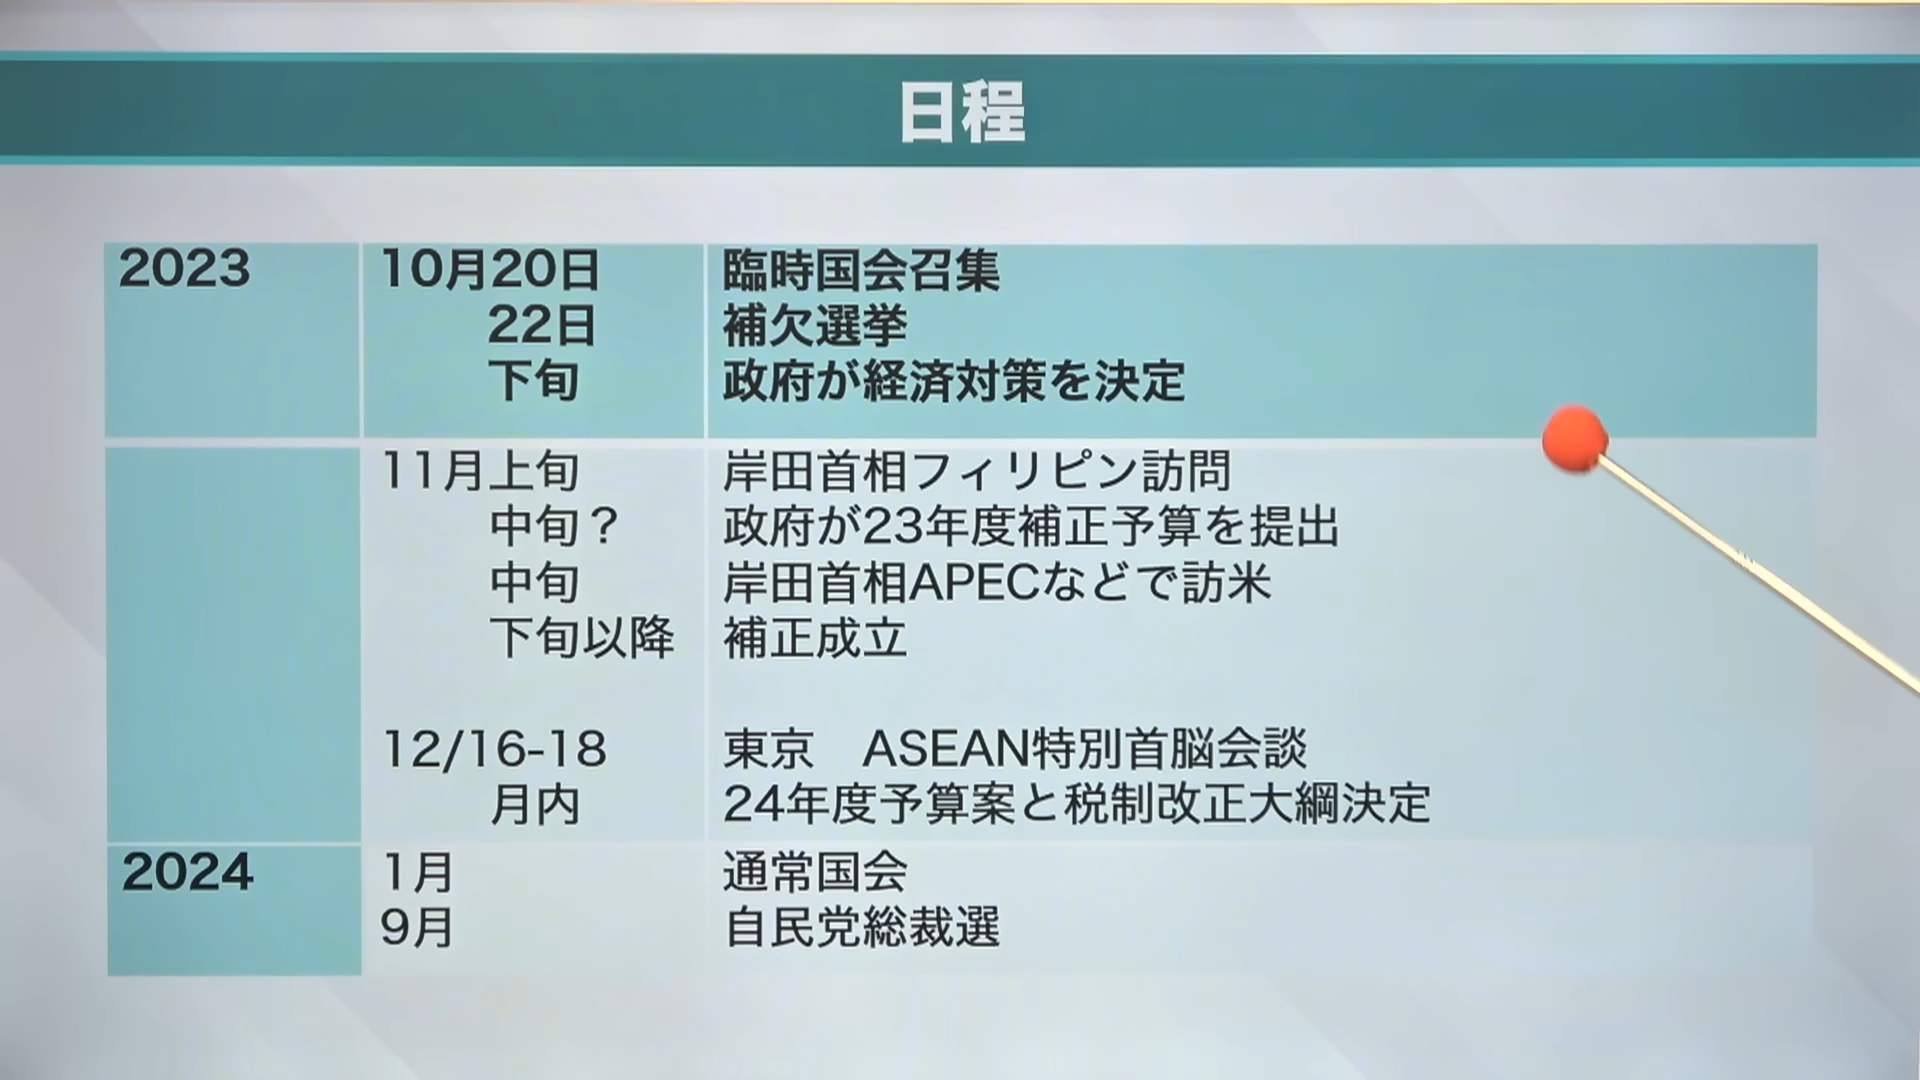 日程
2023 10月20日 臨時国会召集
22日 補欠選挙
下旬 政府が経済対策を決定
11月上旬 岸田首相フィリピン訪問
中旬？ 政府が23年度補正予算を提出
中旬 岸田首相APECなどで訪米
下旬以降 補正成立
12/16-18 東京　ASEAN特別首脳会談
月内 24年度予算案と税制改正大綱決定
2024 1月 通常国会
9月 自民党総裁選